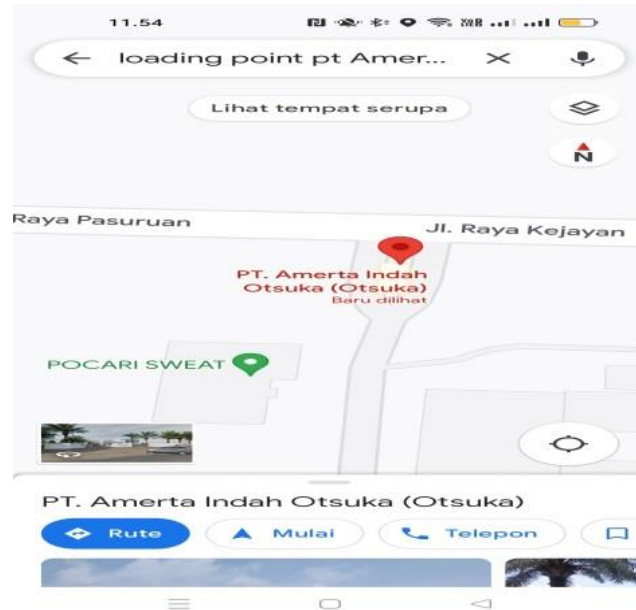 11.54
loading point pt Amer...
Lihat tempat serupa
N
Raya Pasuruan
Jl. Raya Kejayan
PT. Amerta Indah
Otsuka (Otsuka)
Baru dilihat
POCARI SWEAT
PT. Amerta Indah Otsuka (Otsuka)
Rute
Mulai
Telepon